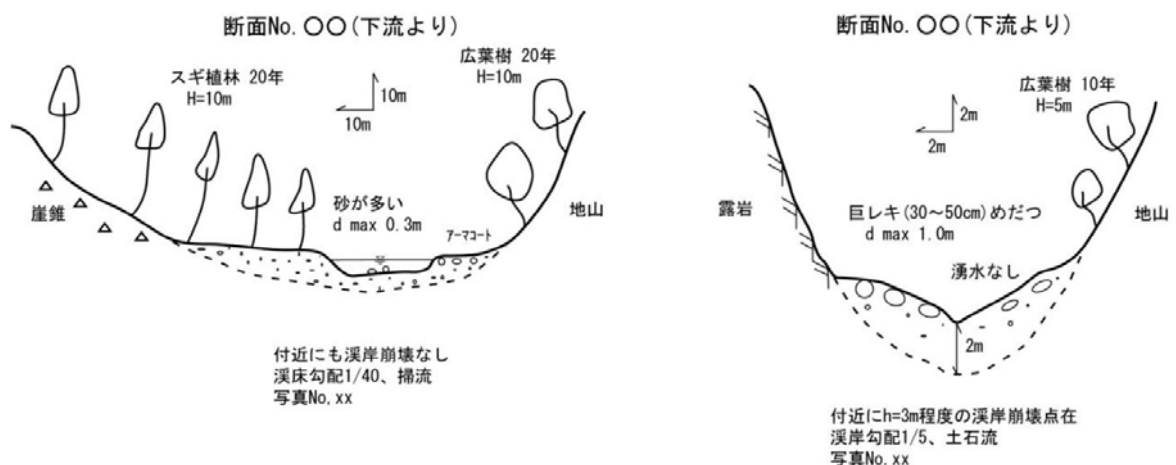 断面No.〇〇(下流より)
スギ植林 20年
H=10m
広葉樹 20年
H=10m
10m
10m
崖錐
砂が多い
d max 0.3m
アーマコート
地山
付近にも渓岸崩壊なし
渓床勾配1/40、掃流
写真No.xx
断面No.〇〇(下流より)
広葉樹 10年
H=5m
2m
2m
露岩
巨レキ(30～50cm)めだつ
d max 1.0m
地山
湧水なし
2m
付近にh=3m程度の渓岸崩壊点在
渓岸勾配1/5、土石流
写真No.xx